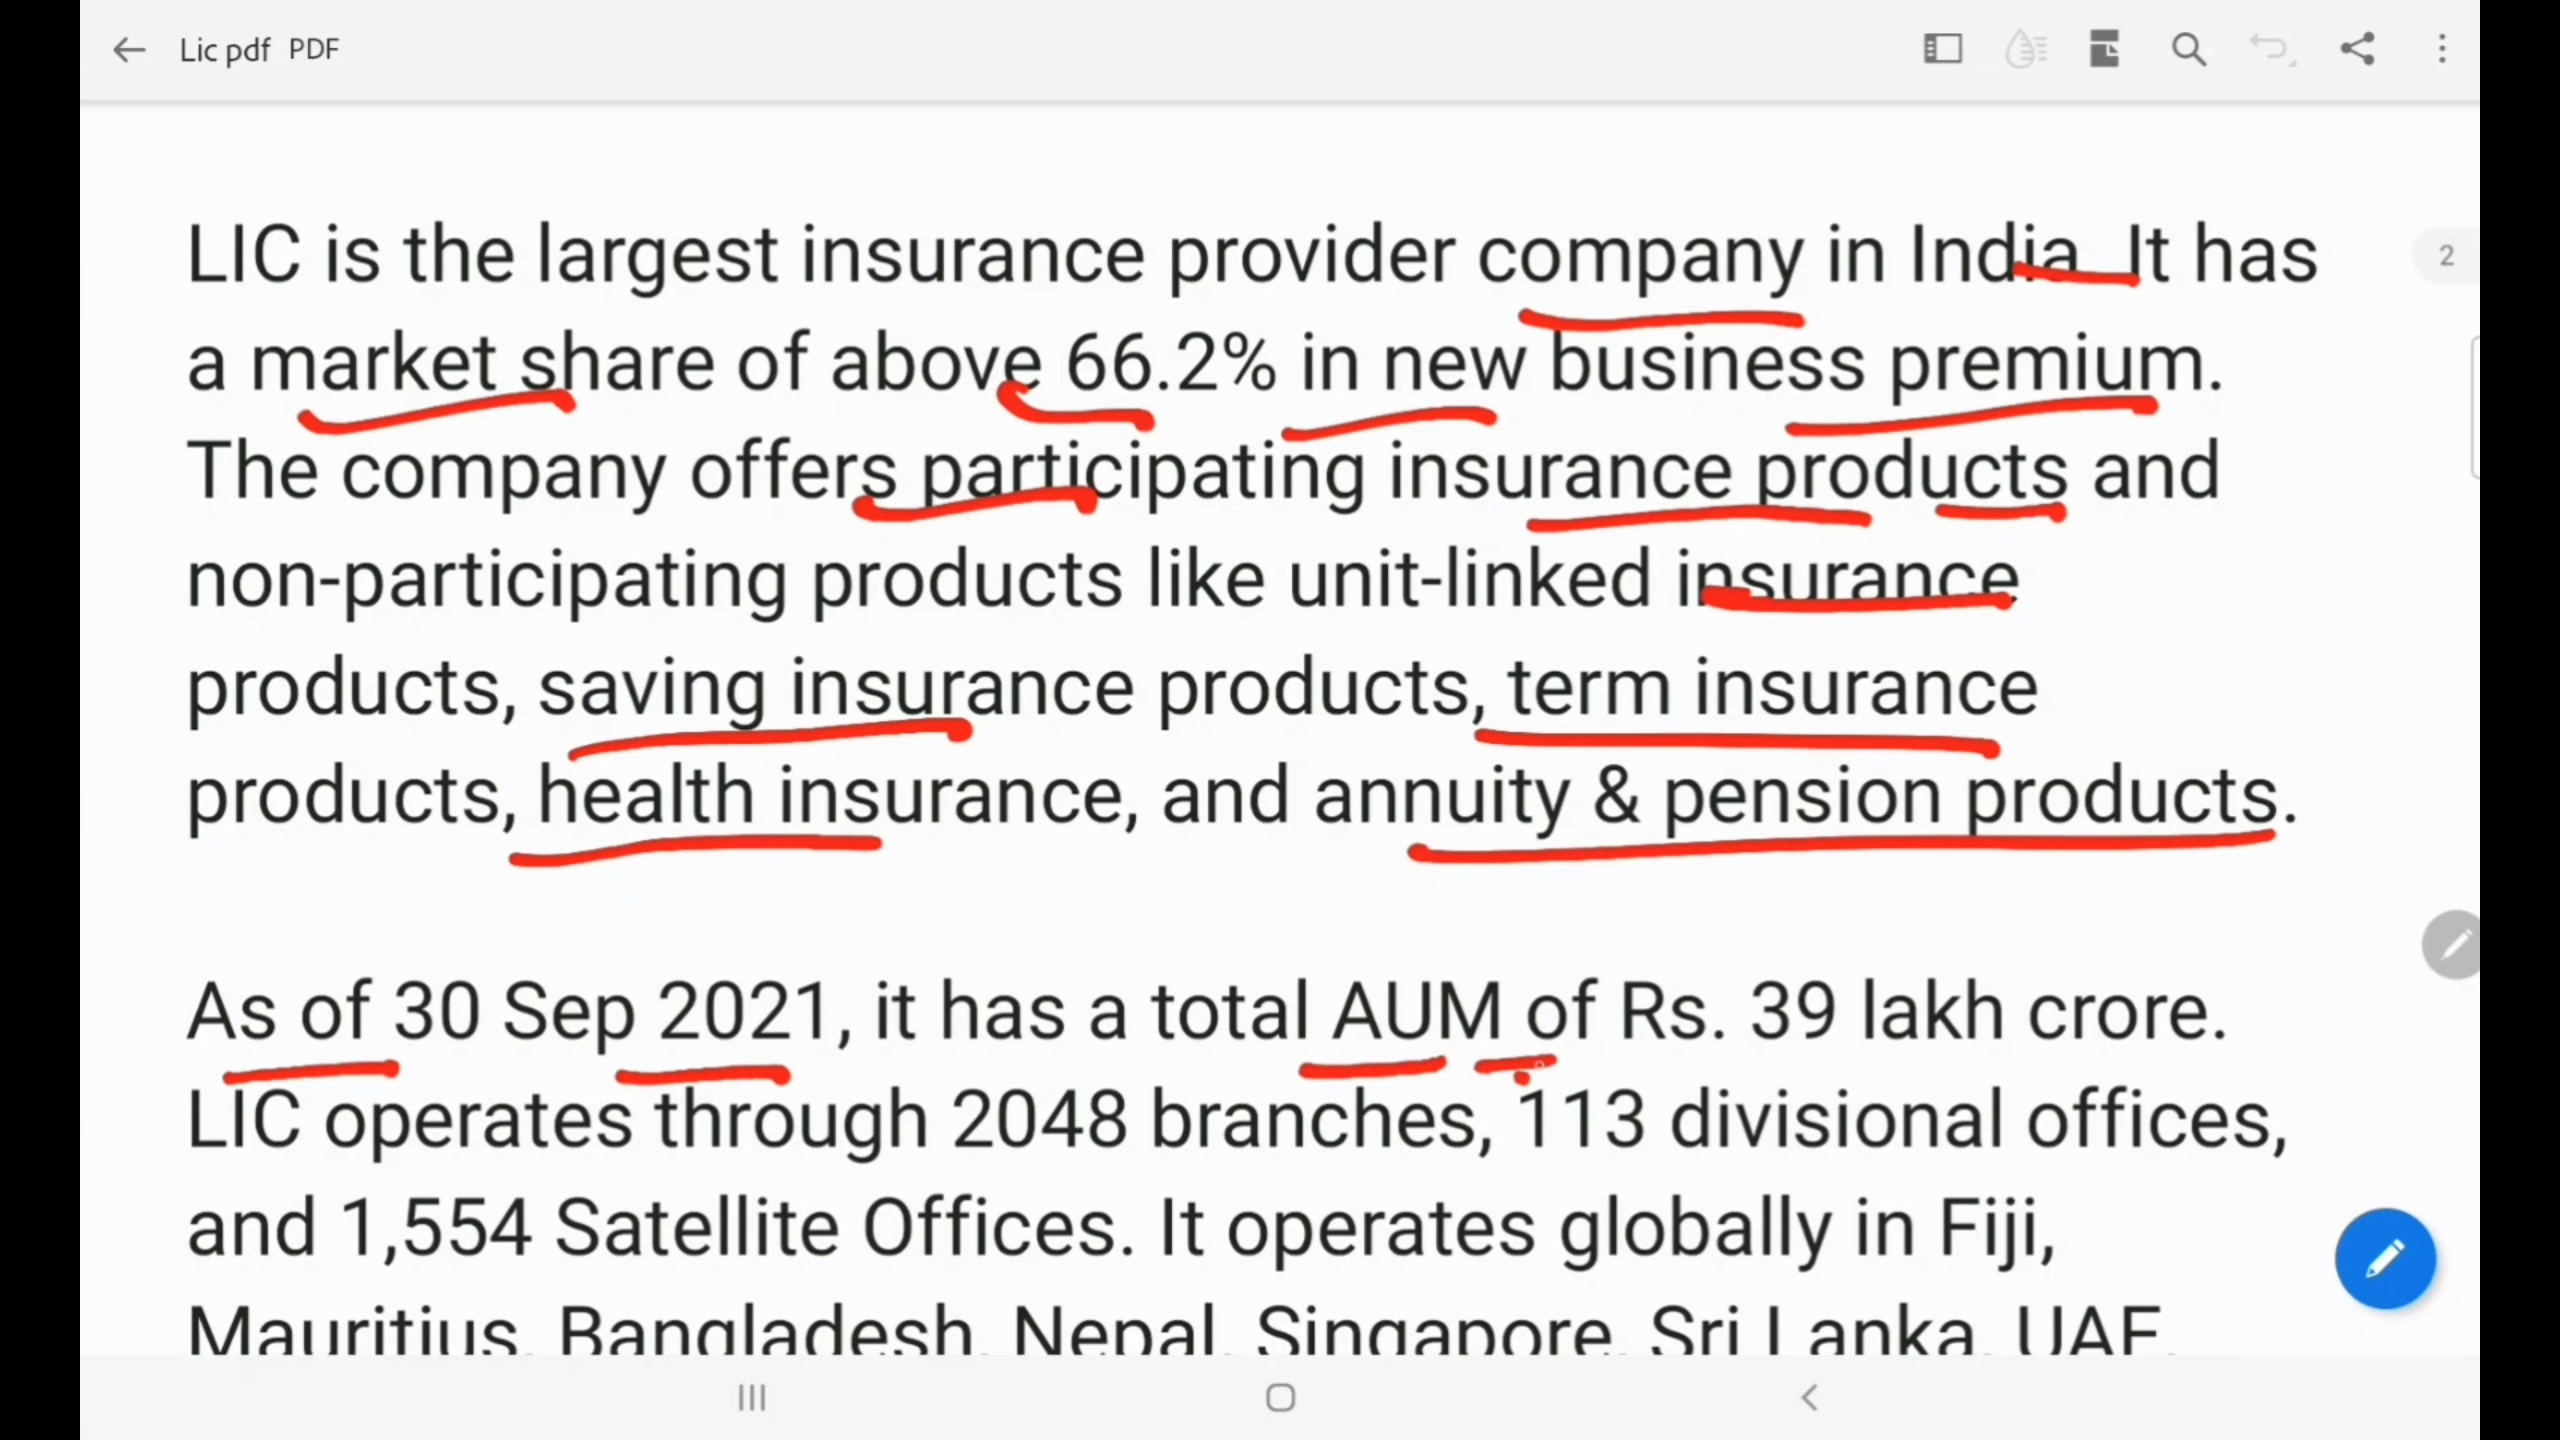 Lic pdf PDF
LIC is the largest insurance provider company in India. It has
2
a market share of above 66.2% in new business premium.
The company offers participating insurance products and
non-participating products like unit-linked insurance
products, saving insurance products, term insurance
products, health insurance, and annuity & pension products.
As of 30 Sep 2021, it has a total AUM of Rs. 39 lakh crore.
LIC operates through 2048 branches, 113 divisional offices,
and 1,554 Satellite Offices. It operates globally in Fiji,
Mauritius, Bangladesh, Nepal, Singapore, Sri Lanka, UAE,